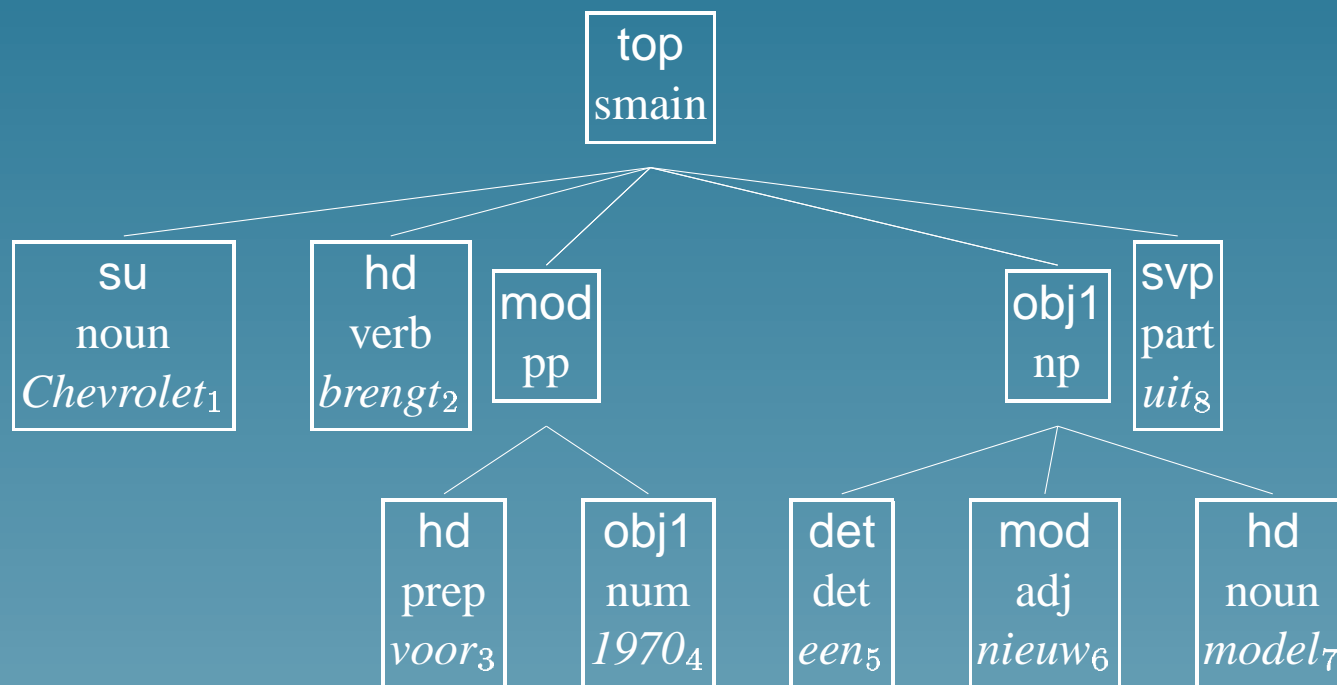 top
smain
su
noun
Chevrolet₁
hd
verb
brengt₂
mod
pp
obj1
np
svp
part
uit₈
hd
prep
voor₃
obj1
num
1970₄
det
det
een₅
mod
adj
nieuw₆
hd
noun
model₇